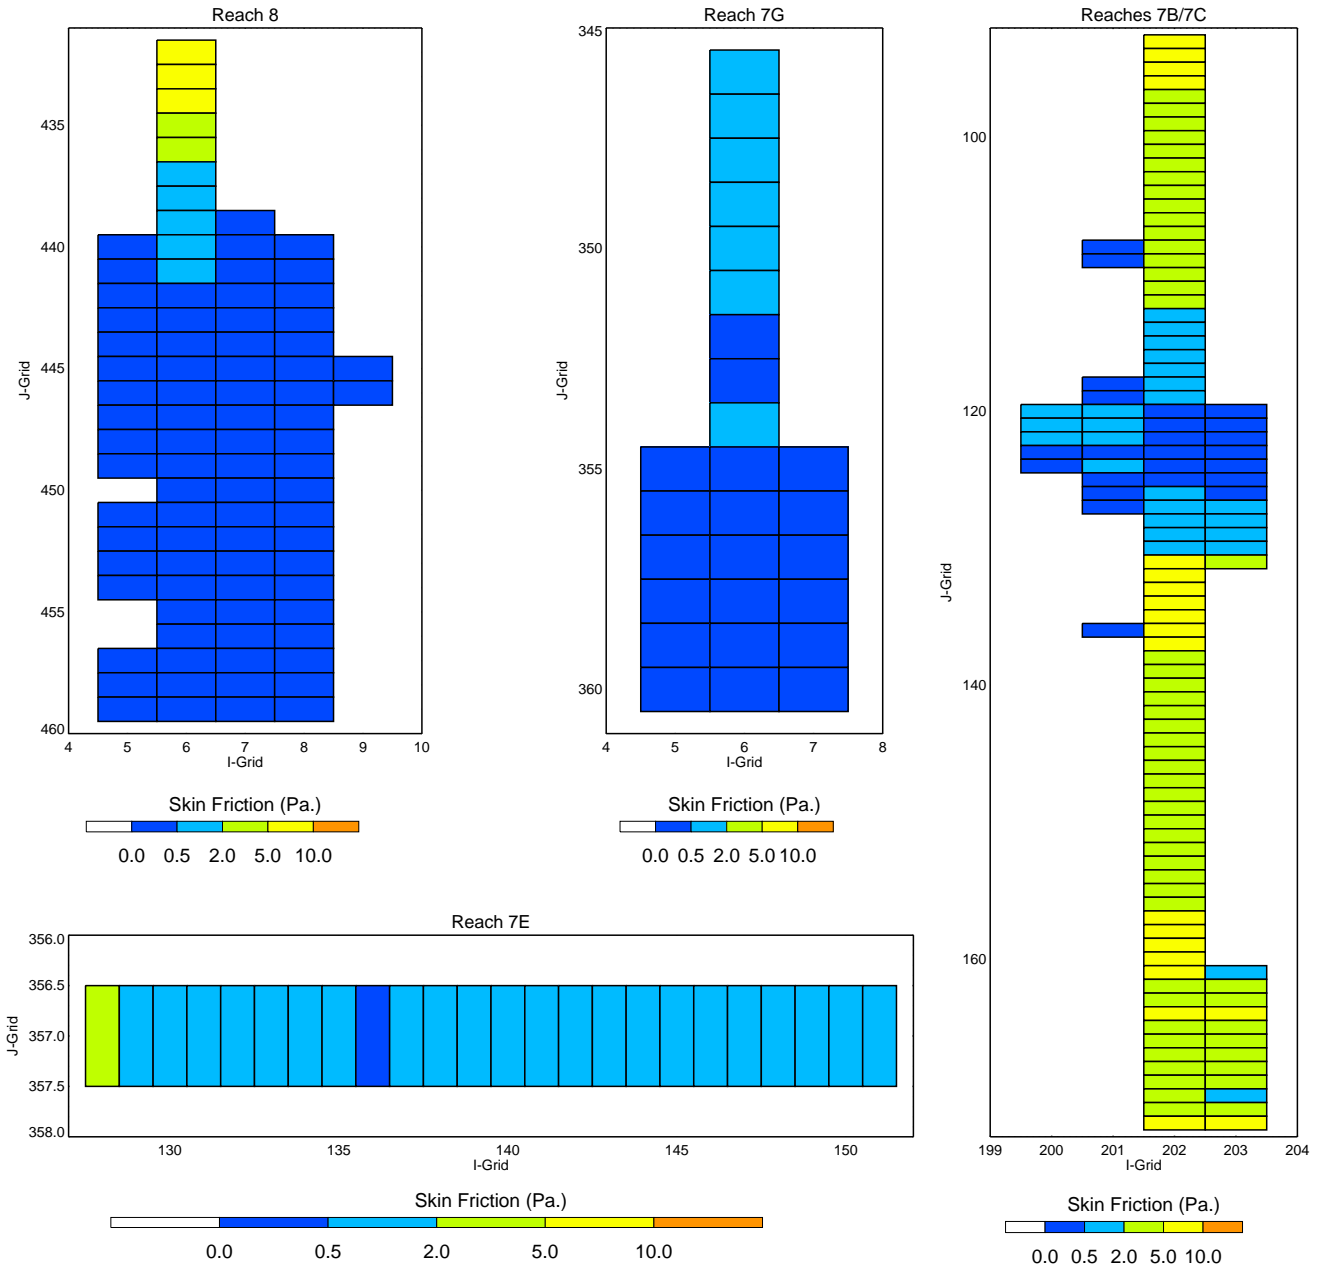 Reach 8
435
440
445
450
455
460
J-Grid
4 5 6 7 8 9 10
I-Grid
Skin Friction (Pa.)
0.0 0.5 2.0 5.0 10.0
Reach 7G
345
350
355
360
J-Grid
4 5 6 7 8
I-Grid
Skin Friction (Pa.)
0.0 0.5 2.0 5.0 10.0
Reaches 7B/7C
100
120
140
160
J-Grid
199 200 201 202 203 204
I-Grid
Skin Friction (Pa.)
0.0 0.5 2.0 5.0 10.0
Reach 7E
356.0
356.5
357.0
357.5
358.0
J-Grid
130 135 140 145 150
I-Grid
Skin Friction (Pa.)
0.0 0.5 2.0 5.0 10.0